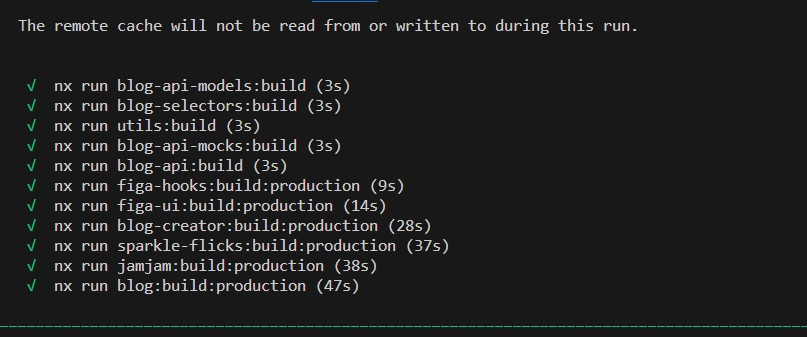 The remote cache will not be read from or written to during this run.
√ nx run blog-api-models:build (3s)
√ nx run blog-selectors:build (3s)
√ nx run utils:build (3s)
√ nx run blog-api-mocks:build (3s)
√ nx run blog-api:build (3s)
√ nx run figa-hooks:build:production (9s)
√ nx run figa-ui:build:production (14s)
√ nx run blog-creator:build:production (28s)
√ nx run sparkle-flicks:build:production (37s)
√ nx run jamjam:build:production (38s)
√ nx run blog:build:production (47s)